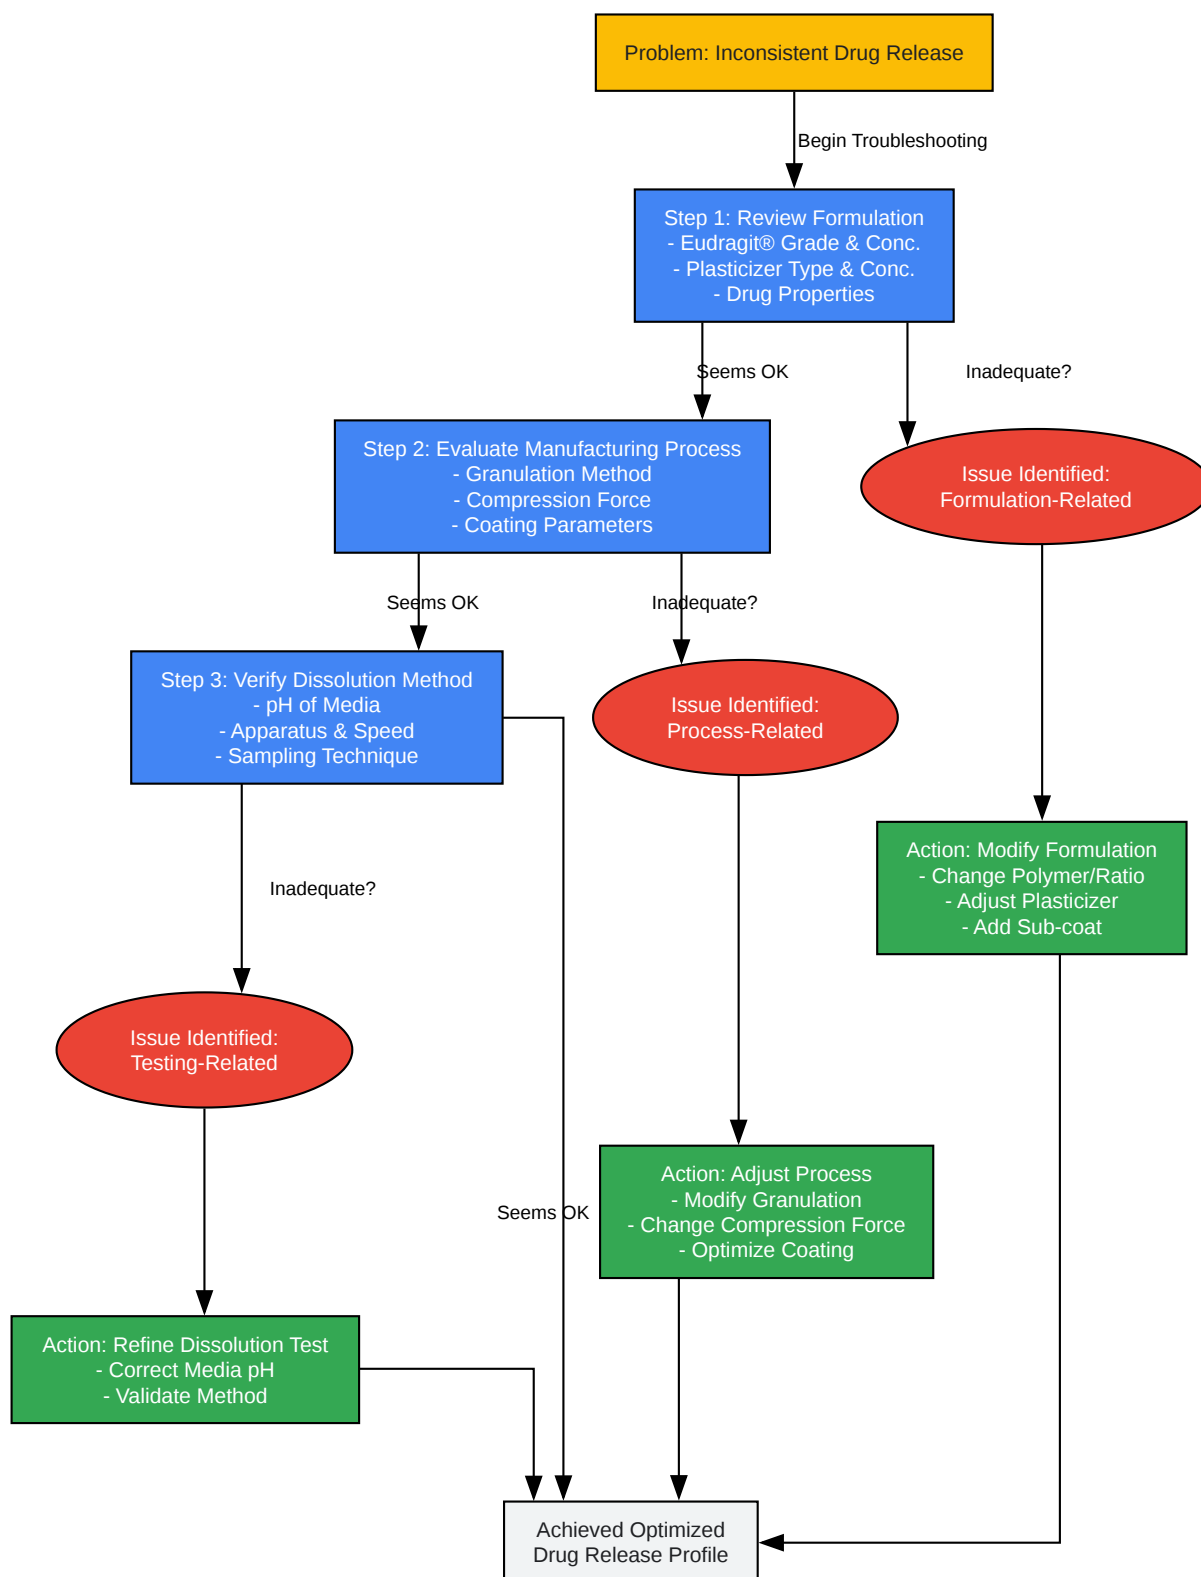 Problem: Inconsistent Drug Release
Begin Troubleshooting
Step 1: Review Formulation
- Eudragit® Grade & Conc.
- Plasticizer Type & Conc.
- Drug Properties
Seems OK
Inadequate?
Step 2: Evaluate Manufacturing Process
- Granulation Method
- Compression Force
- Coating Parameters
Issue Identified:
Formulation-Related
Seems OK
Inadequate?
Step 3: Verify Dissolution Method
- pH of Media
- Apparatus & Speed
- Sampling Technique
Issue Identified:
Process-Related
Action: Modify Formulation
- Change Polymer/Ratio
- Adjust Plasticizer
- Add Sub-coat
Inadequate?
Issue Identified:
Testing-Related
Action: Adjust Process
- Modify Granulation
- Change Compression Force
- Optimize Coating
Seems OK
Action: Refine Dissolution Test
- Correct Media pH
- Validate Method
Achieved Optimized
Drug Release Profile